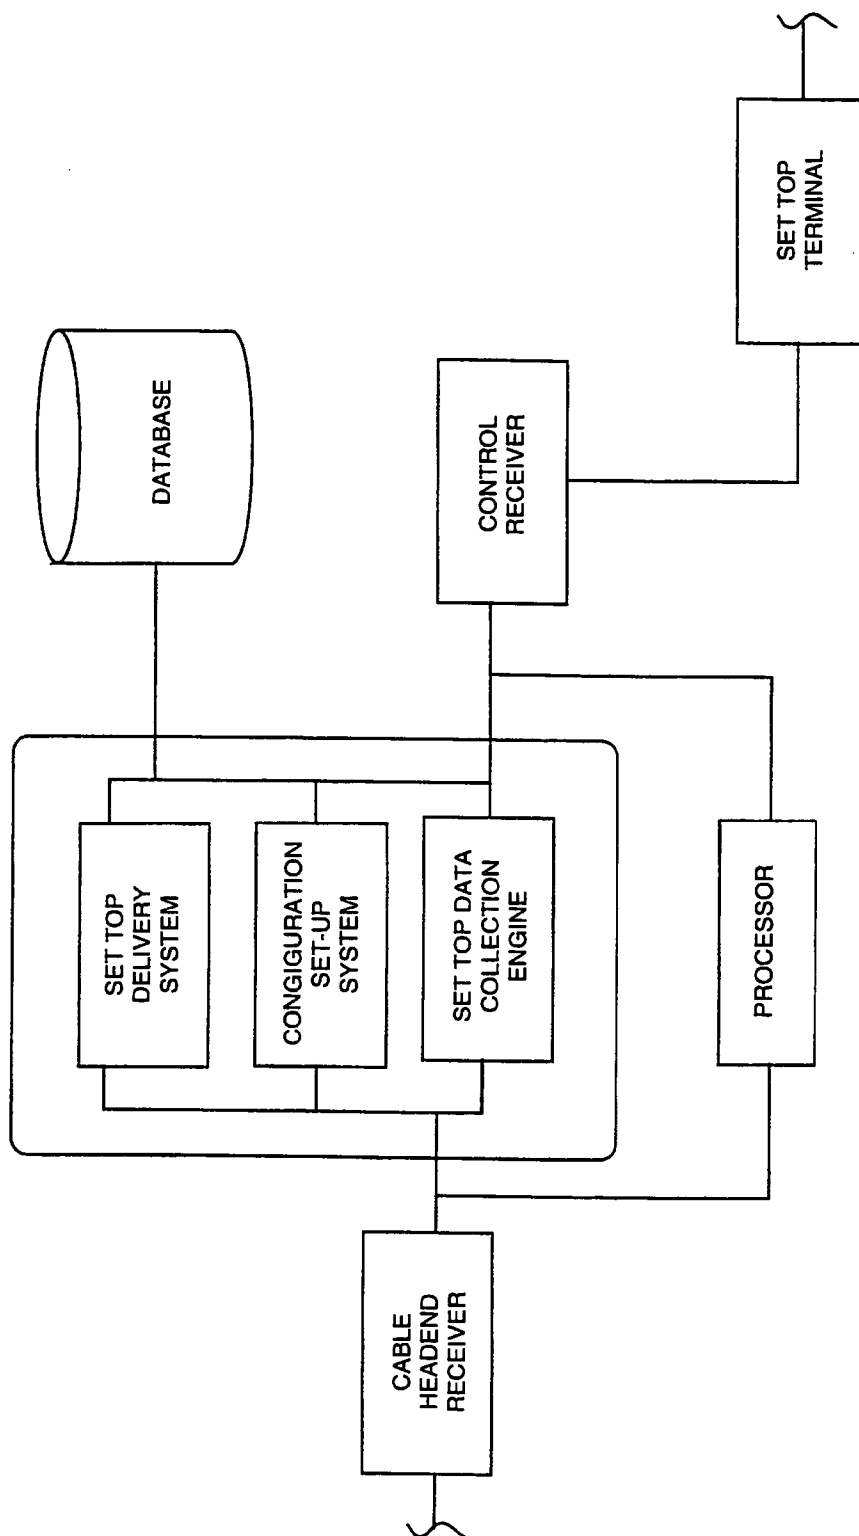 DATABASE
SET TOP
DELIVERY
SYSTEM
CONGIGURATION
SET-UP
SYSTEM
SET TOP DATA
COLLECTION
ENGINE
CABLE
HEADEND
RECEIVER
CONTROL
RECEIVER
PROCESSOR
SET TOP
TERMINAL